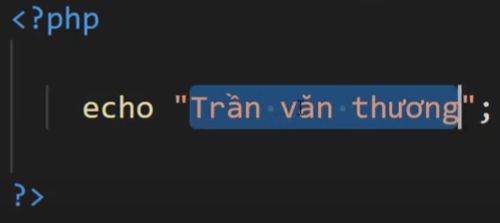 <?php
echo "Trần văn thương";
?>